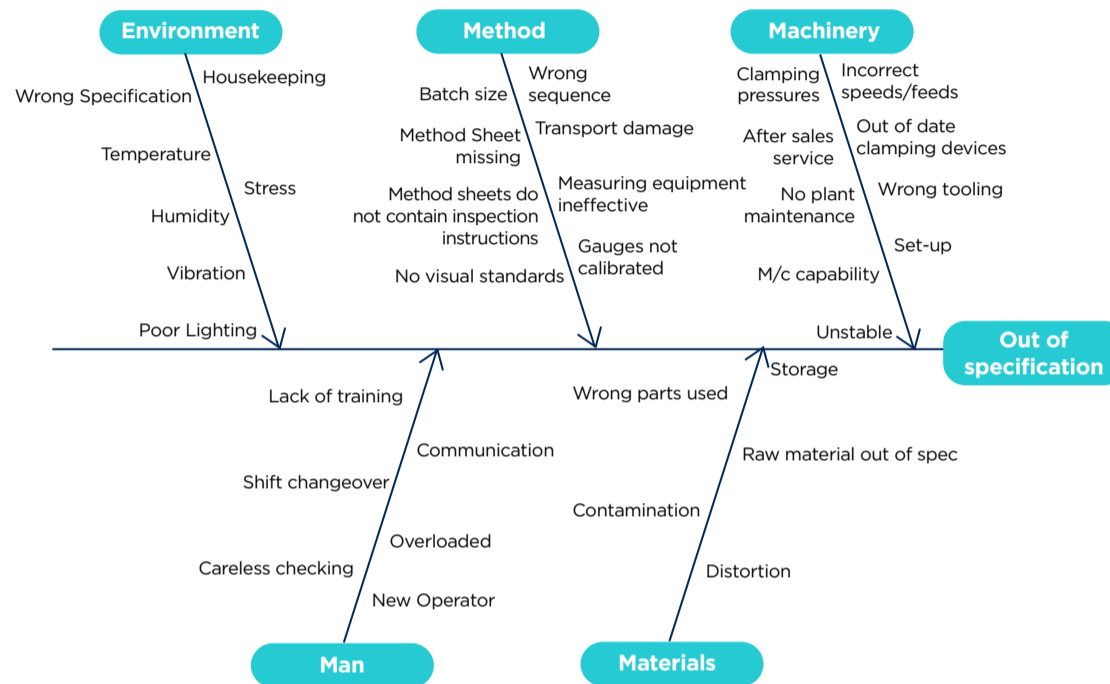 Environment
Method
Machinery
Housekeeping
Wrong Specification
Temperature
Stress
Humidity
Vibration
Poor Lighting
Wrong
sequence
Batch size
Transport damage
Method Sheet
missing
Measuring equipment
ineffective
Method sheets do
not contain inspection
instructions
Gauges not
calibrated
No visual standards
Clamping
pressures
Incorrect
speeds/feeds
After sales
service
Out of date
clamping devices
No plant
maintenance
Wrong tooling
Set-up
M/c capability
Unstable
Out of
specification
Lack of training
Communication
Shift changeover
Overloaded
Careless checking
New Operator
Man
Storage
Wrong parts used
Raw material out of spec
Contamination
Distortion
Materials